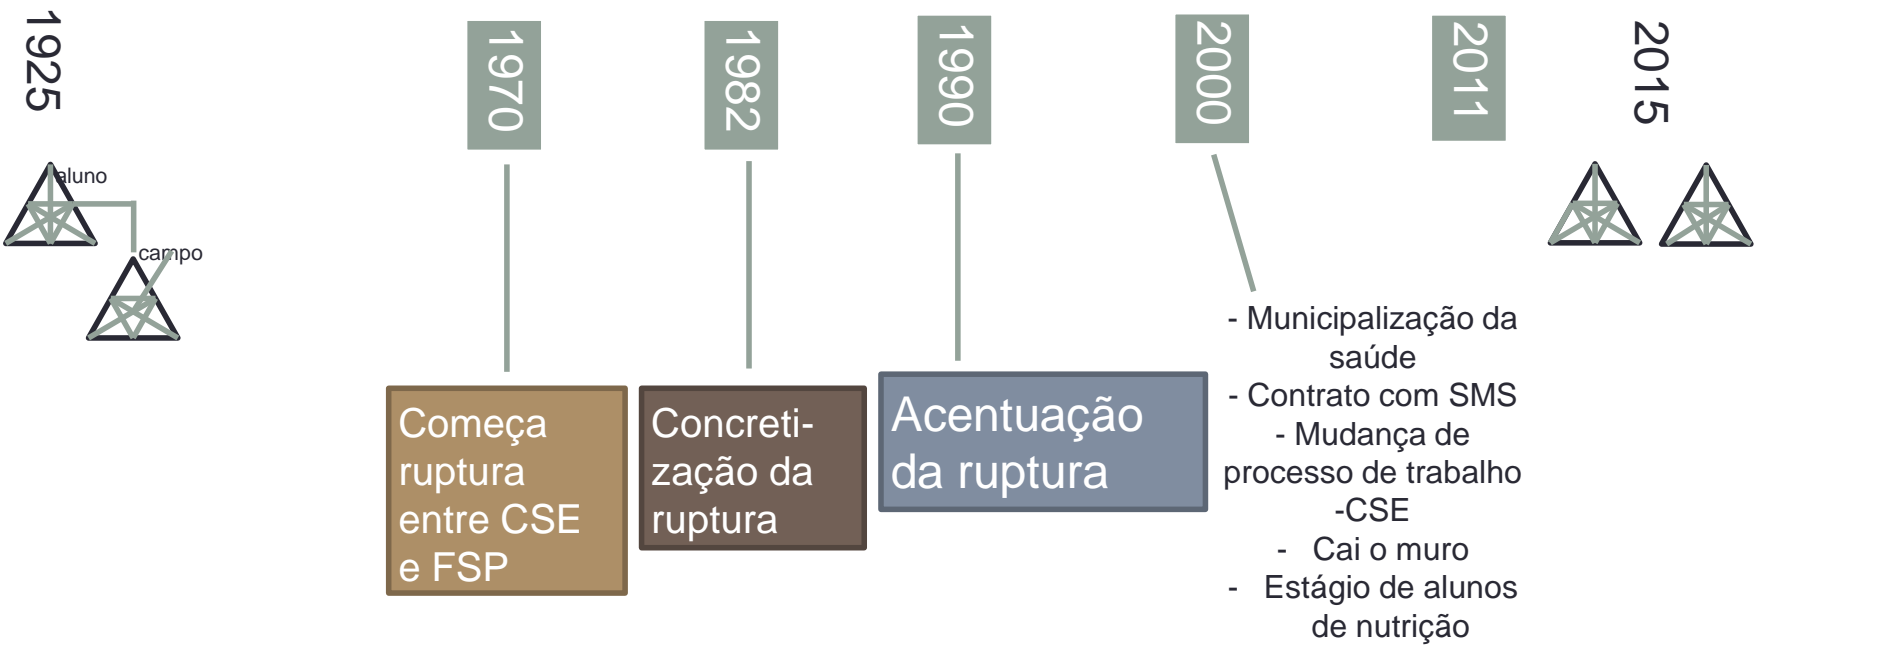 1925
1970
1982
1990
2000
2011
2015
aluno
campo
Começa
ruptura
entre CSE
e FSP
Concreti-
zação da
ruptura
Acentuação
da ruptura
- Municipalização da
saúde
- Contrato com SMS
- Mudança de
processo de trabalho
-CSE
- Cai o muro
- Estágio de alunos
de nutrição